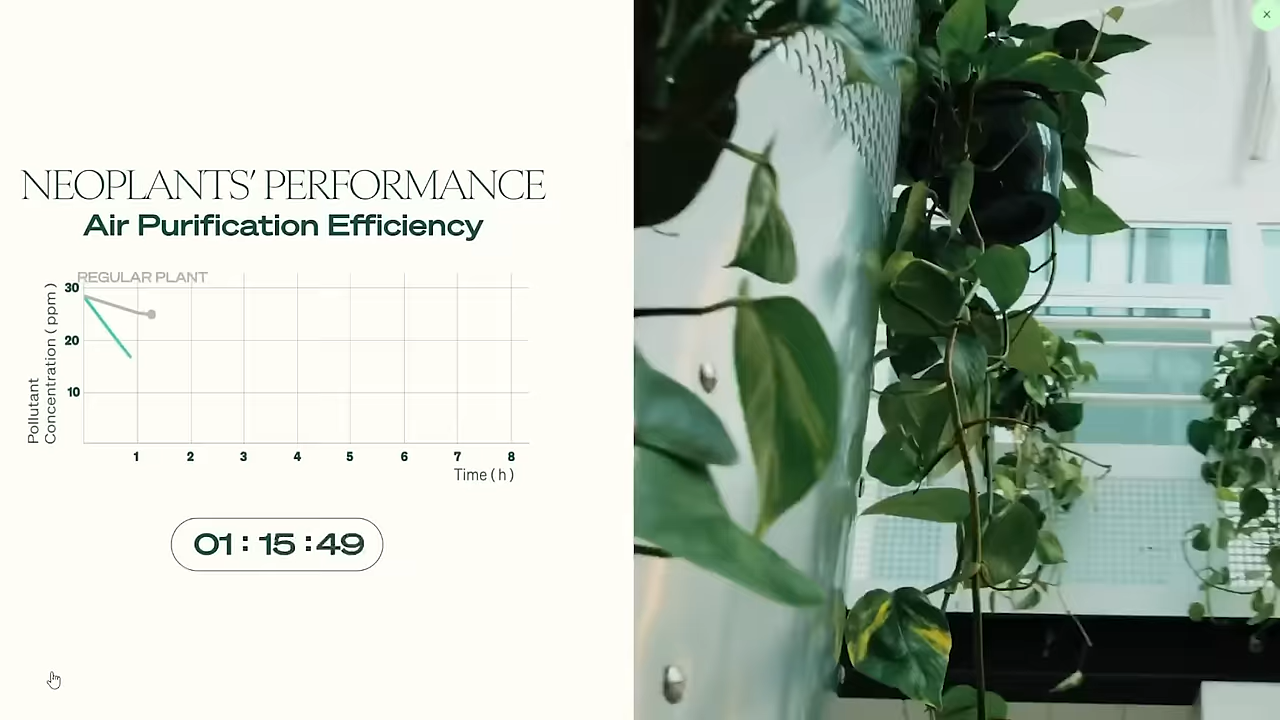 NEOPLANTS’ PERFORMANCE
Air Purification Efficiency
REGULAR PLANT
Pollutant
Concentration ( ppm )
30
20
10
1 2 3 4 5 6 7 8
Time ( h )
01 : 15 : 49